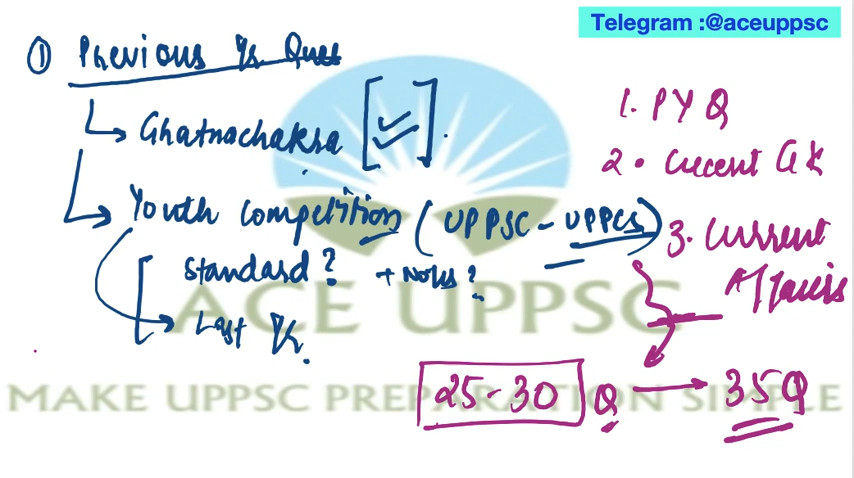 Telegram :@aceuppsc
① Previous Yr. Ques
Ghatnachakra
Youth Competition (UPPSC - UPPCS)
Standard? + Notes?
Last Yr.
1. PYQ
2. Current GK
3. Current
Affairs
25-30 Q → 35Q
ACE UPPSC
MAKE UPPSC PREPARATION SIMPLE